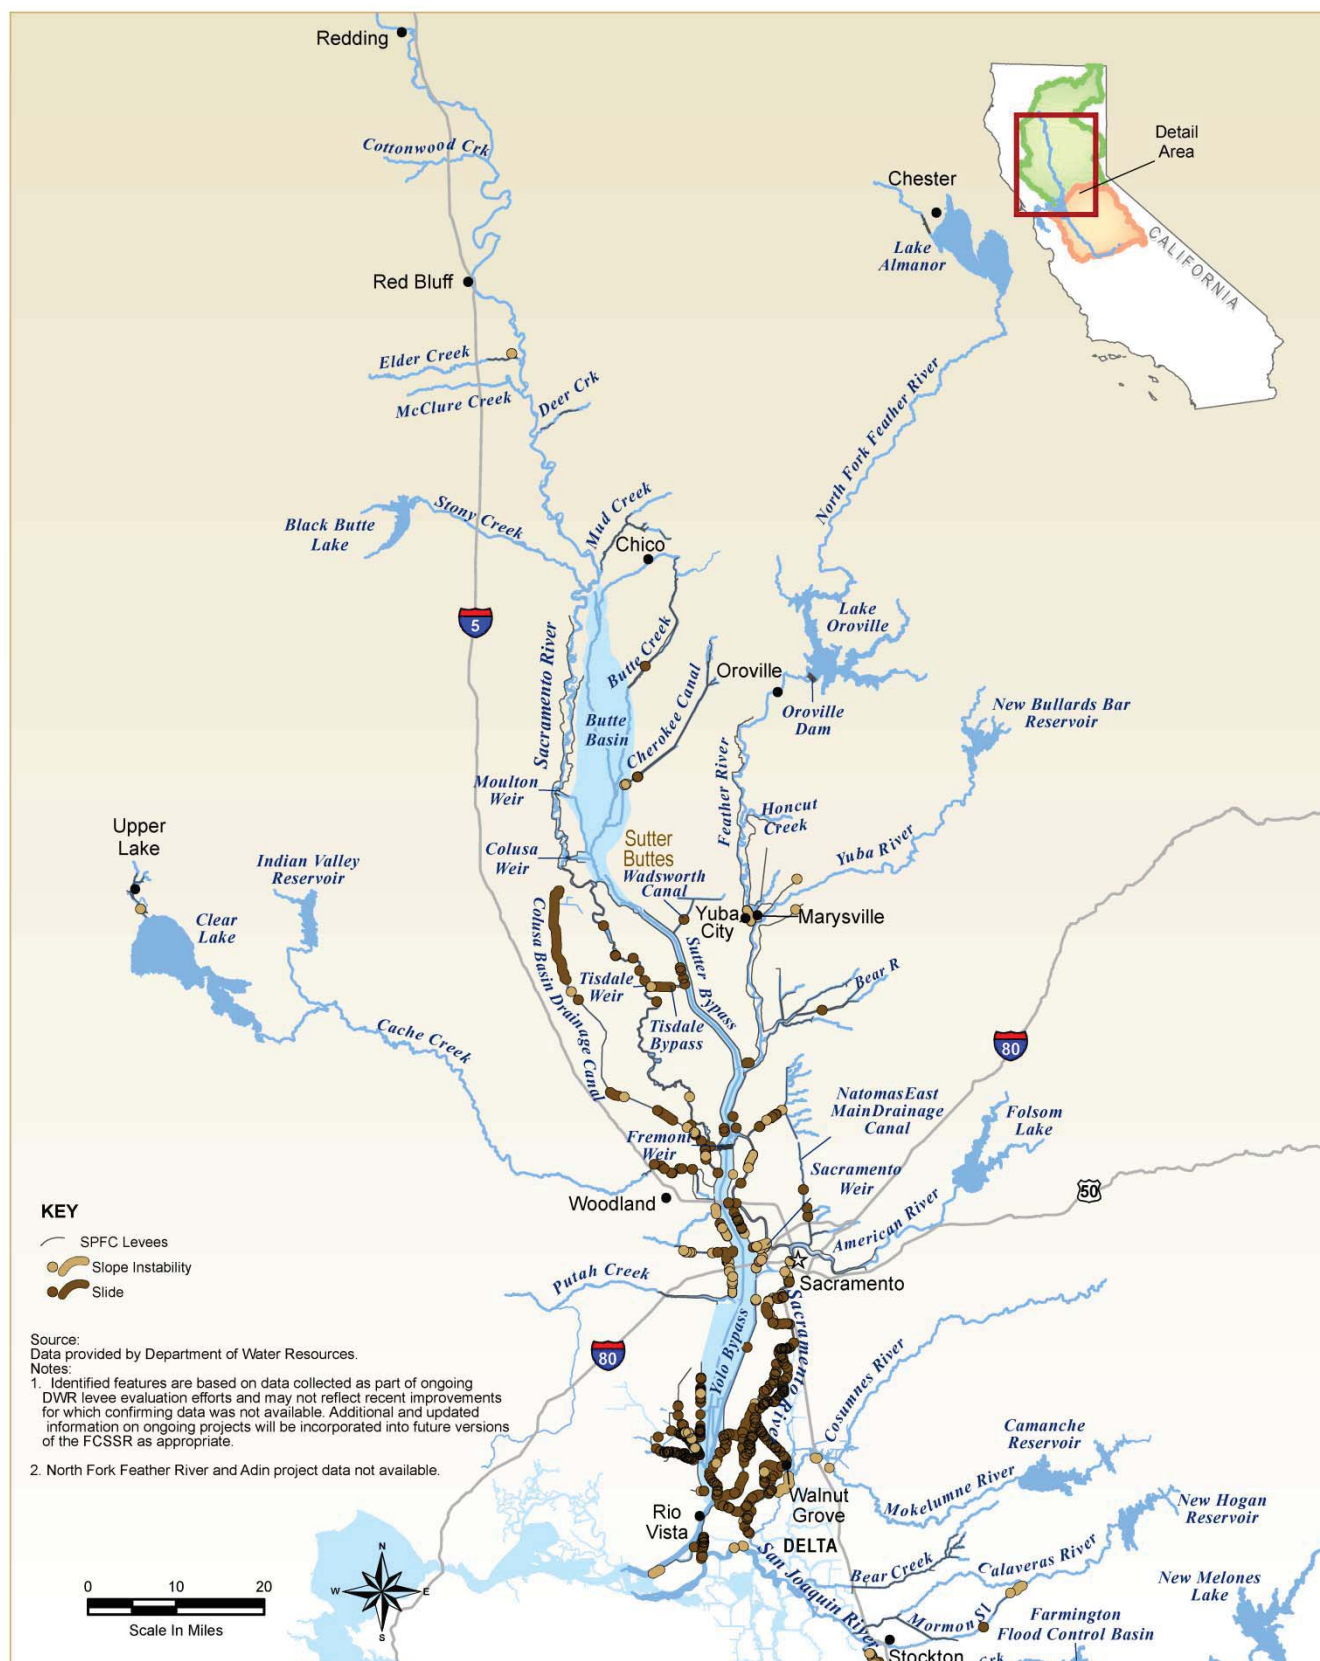 Redding
Cottonwood Crk
Detail
Area
Chester
Lake
Almanor
CALIFORNIA
Red Bluff
Elder Creek
McClure Creek
Deer Crk
North Fork Feather River
Stony Creek
Black Butte
Lake
Mud Creek
Chico
5
Sacramento River
Butte Creek
Lake
Oroville
Oroville
Oroville
Dam
New Bullards Bar
Reservoir
Butte
Basin
Cherokee Canal
Feather River
Moulton
Weir
Honcut
Creek
Yuba River
Upper
Lake
Indian Valley
Reservoir
Colusa
Weir
Sutter
Buttes
Wadsworth
Canal
Yuba
City
Marysville
Clear
Lake
Colusa Basin Drainage Canal
Sutter Bypass
Tisdale
Weir
Tisdale
Bypass
Bear R
Cache Creek
80
Natomas East
Main Drainage
Canal
Folsom
Lake
Fremont
Weir
Sacramento
Weir
Woodland
50
American River
KEY
SPFC Levees
Slope Instability
Slide
Putah Creek
Sacramento
Source:
Data provided by Department of Water Resources.
Notes:
1. Identified features are based on data collected as part of ongoing
DWR levee evaluation efforts and may not reflect recent improvements
for which confirming data was not available. Additional and updated
information on ongoing projects will be incorporated into future versions
of the FCSSR as appropriate.
2. North Fork Feather River and Adin project data not available.
80
Yolo Bypass
Sacramento River
Cosumnes River
Camanche
Reservoir
Mokelumne River
Walnut
Grove
Rio
Vista
New Hogan
Reservoir
DELTA
San Joaquin River
Bear Creek
Calaveras River
New Melones
Lake
Mormon Sl
Farmington
Flood Control Basin
Stockton
Crk
N
W
E
S
0 10 20
Scale In Miles